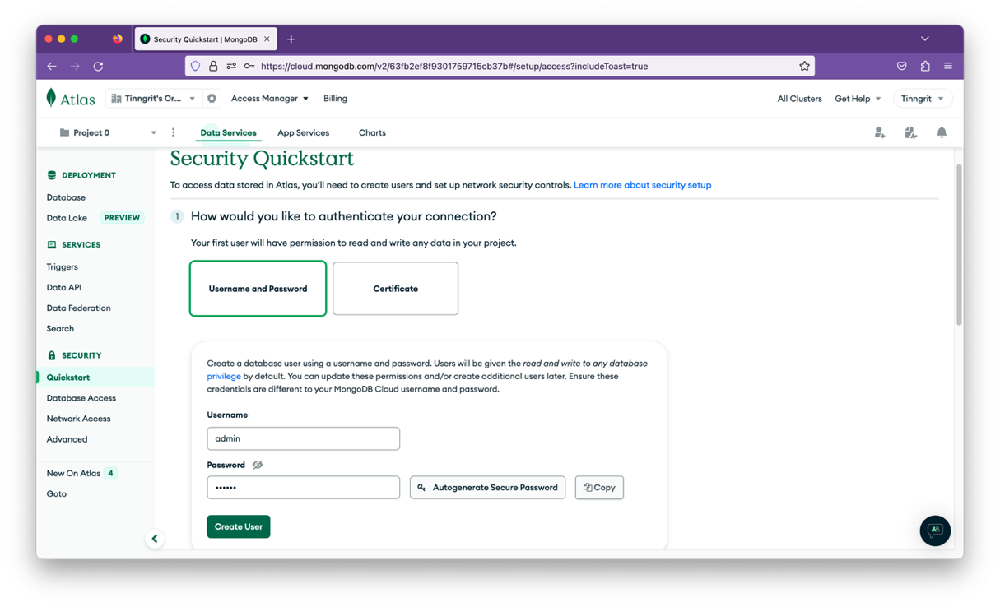 Security Quickstart | MongoDB
https://cloud.mongodb.com/v2/63fb2ef8f9301759715cb37b#/setup/access?includeToast=true
Atlas
Tinngrit's Or...
Access Manager
Billing
All Clusters
Get Help
Tinngrit
Project 0
Data Services
App Services
Charts
DEPLOYMENT
Database
Data Lake PREVIEW
SERVICES
Triggers
Data API
Data Federation
Search
SECURITY
Quickstart
Database Access
Network Access
Advanced
New On Atlas 4
Goto
Security Quickstart
To access data stored in Atlas, you'll need to create users and set up network security controls. Learn more about security setup
1 How would you like to authenticate your connection?
Your first user will have permission to read and write any data in your project.
Username and Password
Certificate
Create a database user using a username and password. Users will be given the read and write to any database
privilege by default. You can update these permissions and/or create additional users later. Ensure these
credentials are different to your MongoDB Cloud username and password.
Username
admin
Password
••••••
Autogenerate Secure Password
Copy
Create User